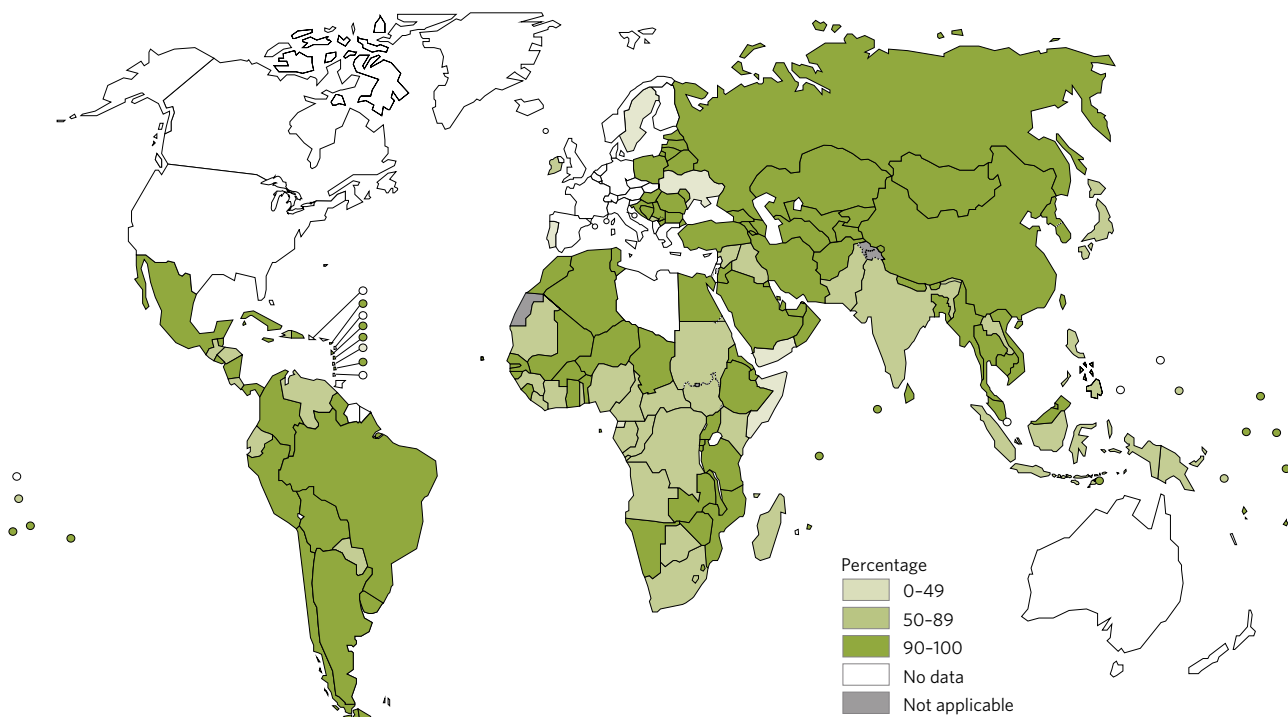 Percentage
0–49
50–89
90–100
No data
Not applicable